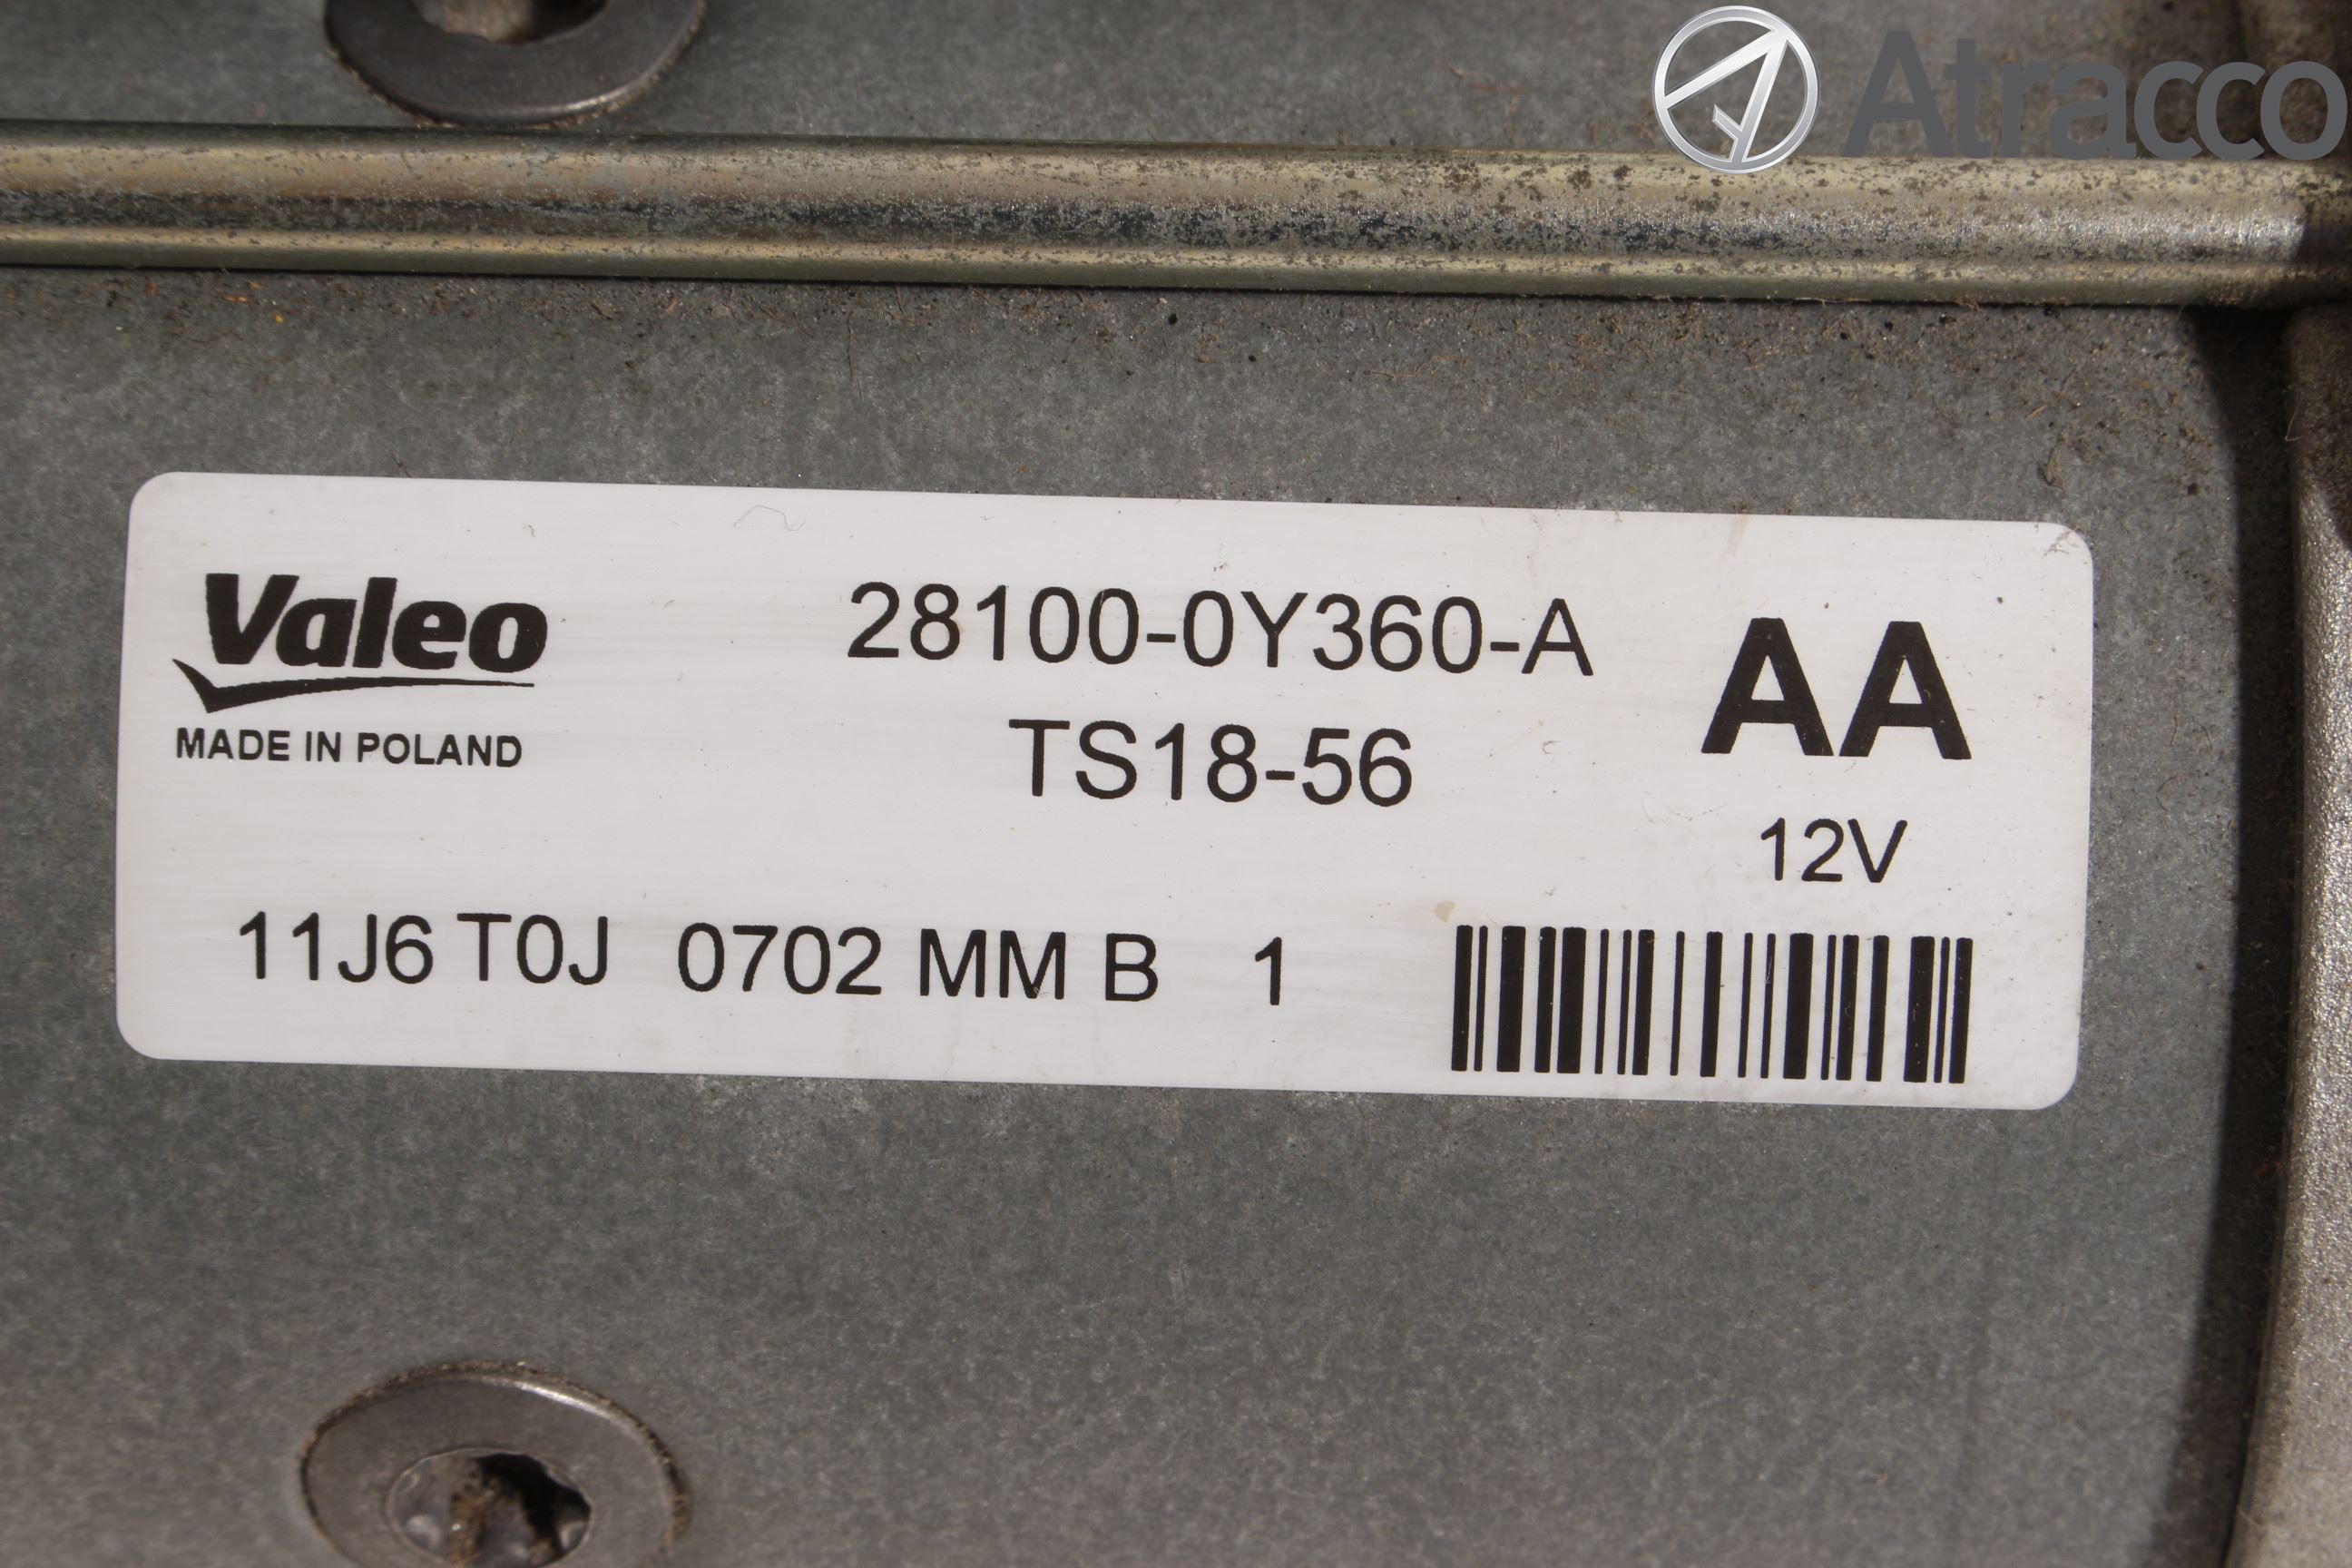 Atracco
Valeo
MADE IN POLAND
28100-0Y360-A
TS18-56
AA
12V
11J6 T0J 0702 MM B 1